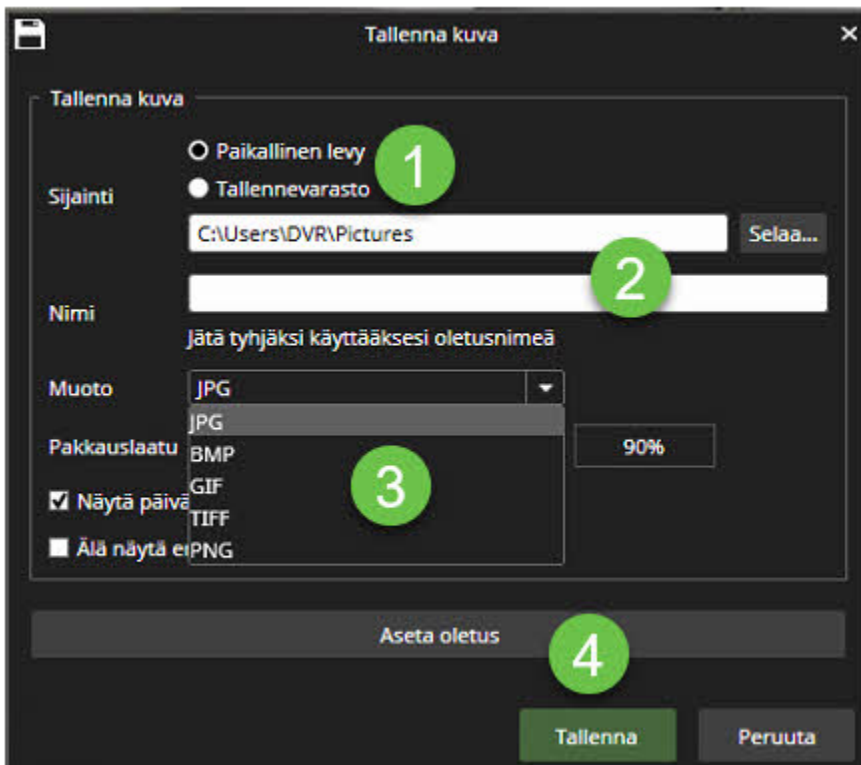 Tallenna kuva
Tallenna kuva
Paikallinen levy
1
Sijainti
Tallennevarasto
C:\Users\DVR\Pictures
Selaa...
2
Nimi
Jätä tyhjäksi käyttääksesi oletusnimeä
Muoto
JPG
JPG
Pakkauslaatu
BMP
90%
GIF
3
Näytä
TIFF
Älä näytä
PNG
Aseta oletus
4
Tallenna
Peruuta